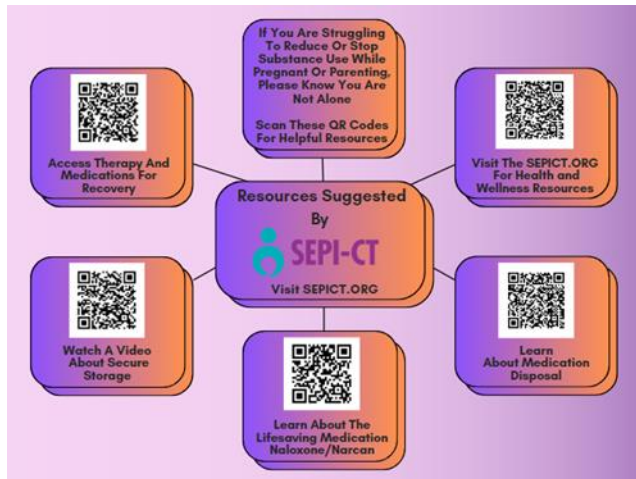 If You Are Struggling
To Reduce Or Stop
Substance Use While
Pregnant Or Parenting,
Please Know You Are
Not Alone
Scan These QR Codes
For Helpful Resources
Access Therapy And
Medications For
Recovery
Visit The SEPICT.ORG
For Health and
Wellness Resources
Resources Suggested
By
SEPI-CT
Visit SEPICT.ORG
Watch A Video
About Secure
Storage
Learn
About Medication
Disposal
Learn About The
Lifesaving Medication
Naloxone/Narcan